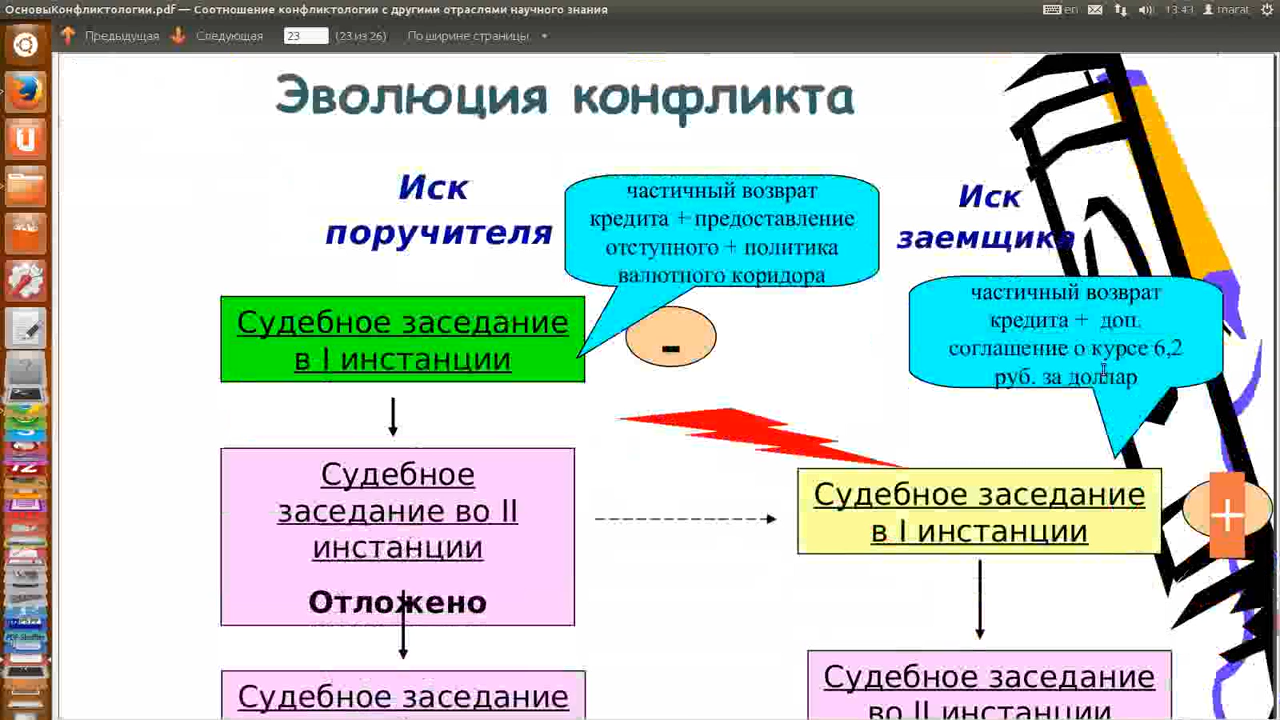 ОсновыКонфликтологии.pdf — Соотношение конфликтологии с другими отраслями научного знания
en
13:43
marat
Предыдущая
Следующая
23
(23 из 26)
По ширине страницы
Эволюция конфликта
Иск
поручителя
частичный возврат
кредита + предоставление
отступного + политика
валютного коридора
Иск
заемщика
частичный возврат
кредита + доп.
соглашение о курсе 6,2
руб. за доллар
Судебное заседание
в I инстанции
-
Судебное
заседание во II
инстанции
Отложено
Судебное заседание
в I инстанции
+
Судебное заседание
Судебное заседание
во II инстанции